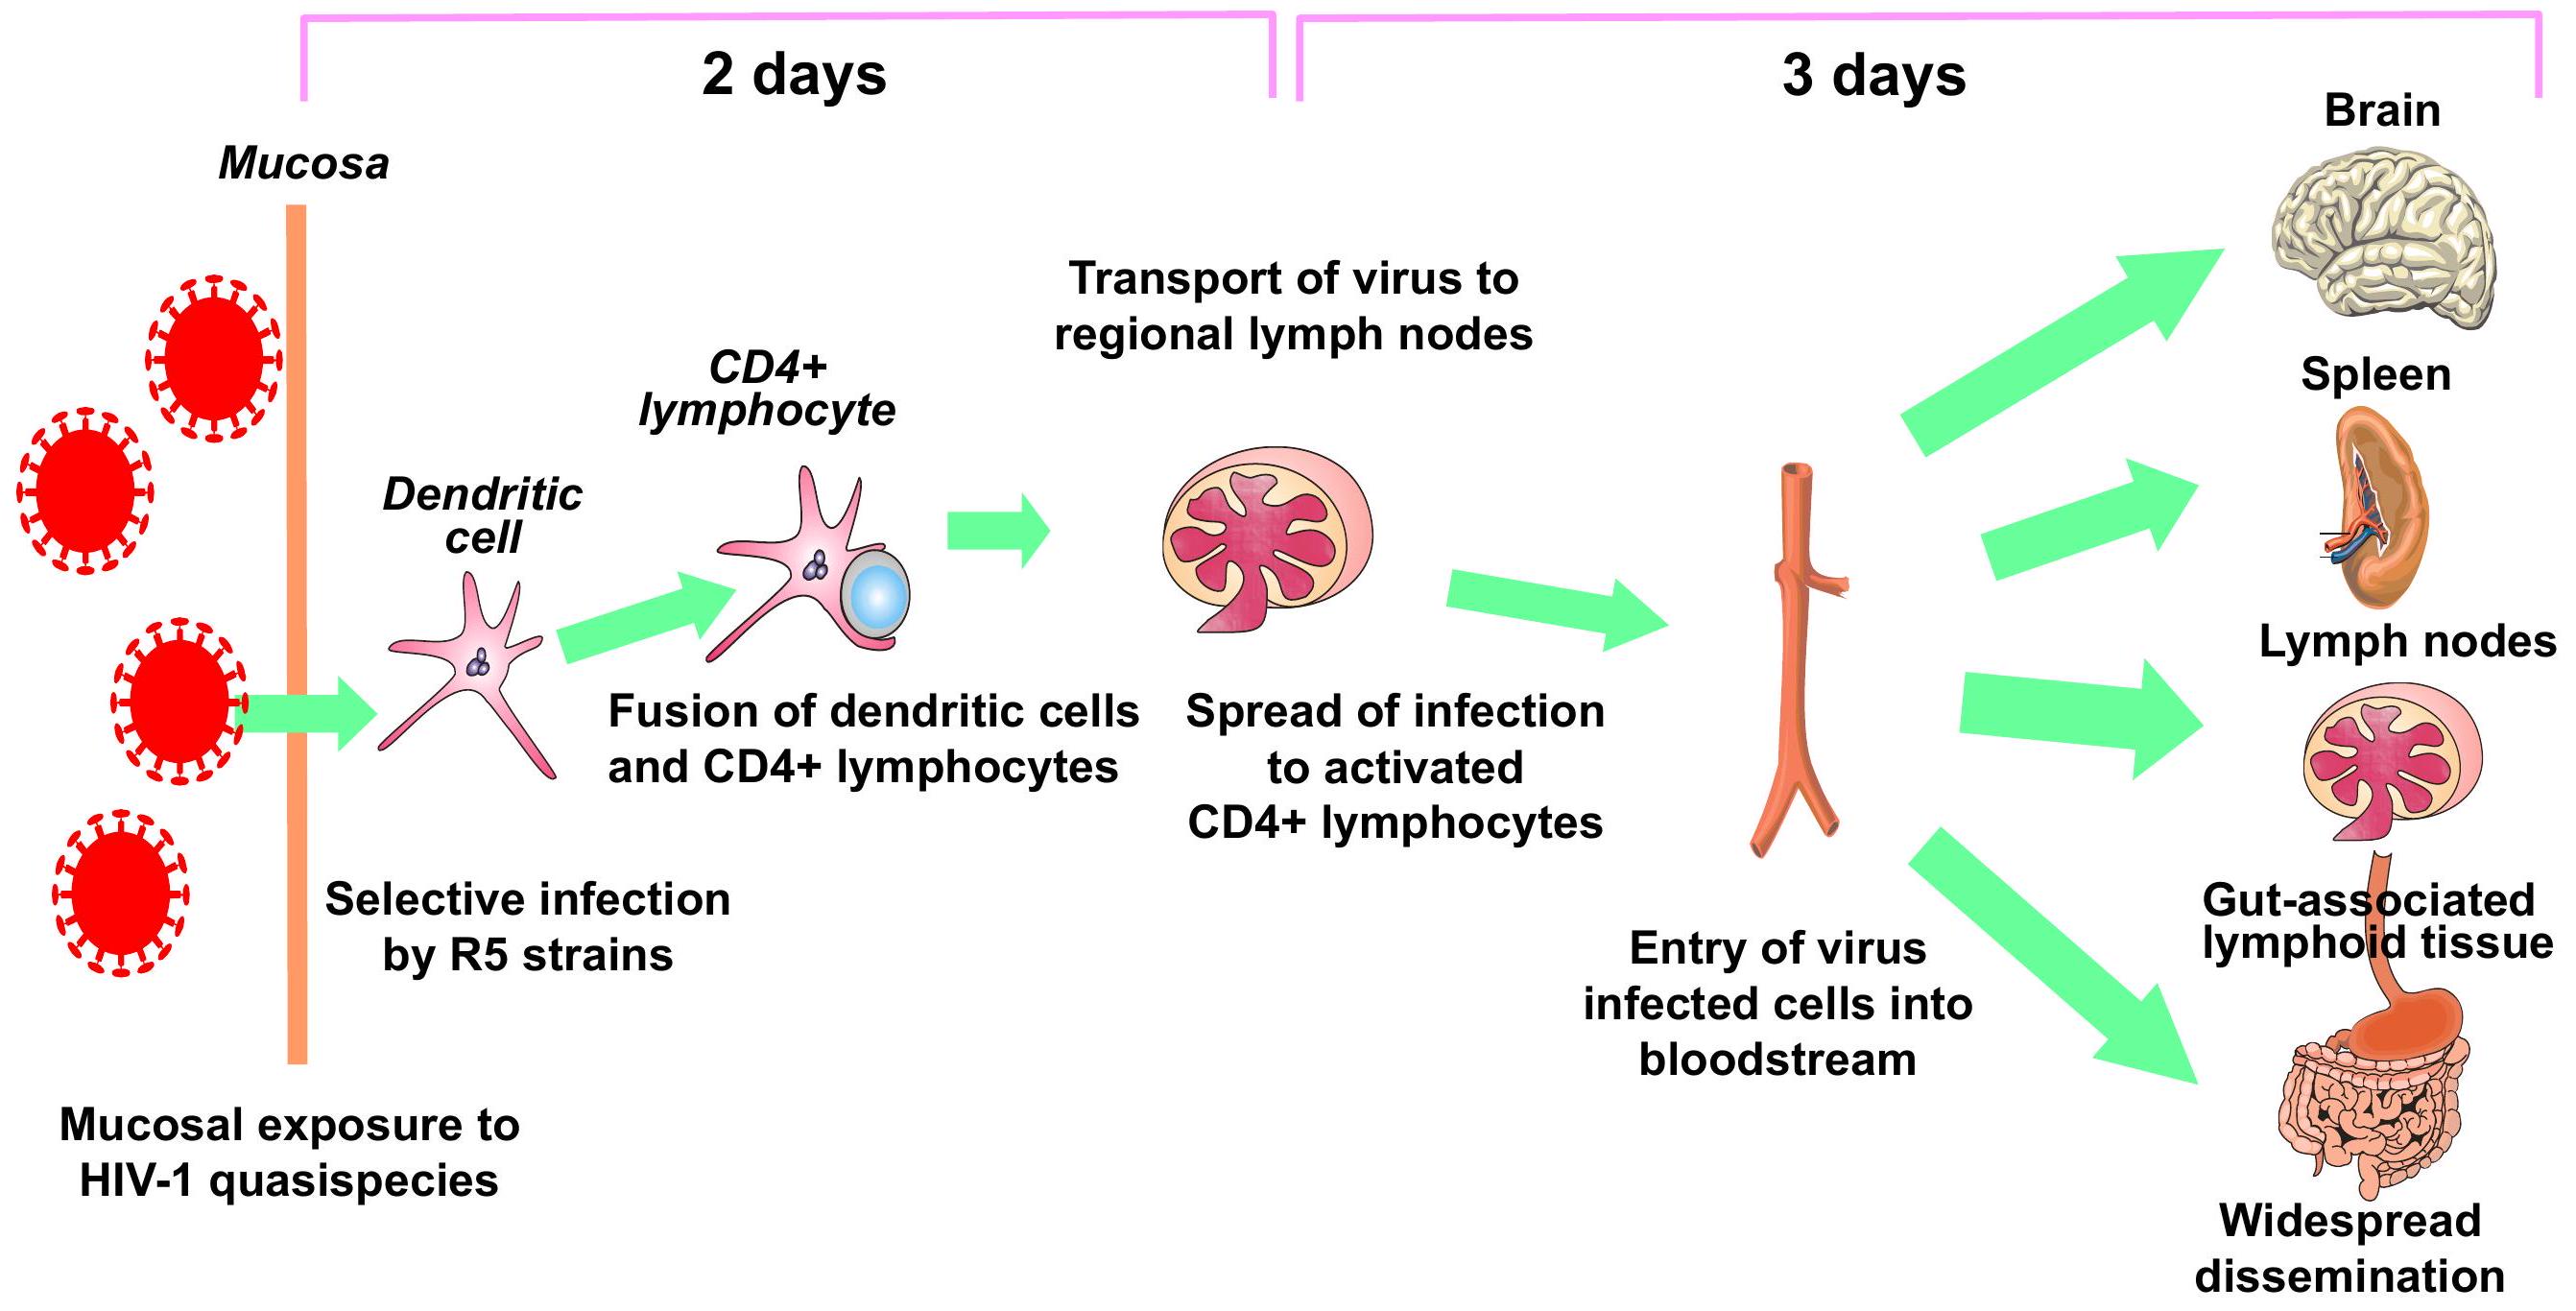 2 days
3 days
Mucosa
Dendritic
cell
CD4+
lymphocyte
Transport of virus to
regional lymph nodes
Fusion of dendritic cells
and CD4+ lymphocytes
Spread of infection
to activated
CD4+ lymphocytes
Selective infection
by R5 strains
Mucosal exposure to
HIV-1 quasispecies
Entry of virus
infected cells into
bloodstream
Brain
Spleen
Lymph nodes
Gut-associated
lymphoid tissue
Widespread
dissemination